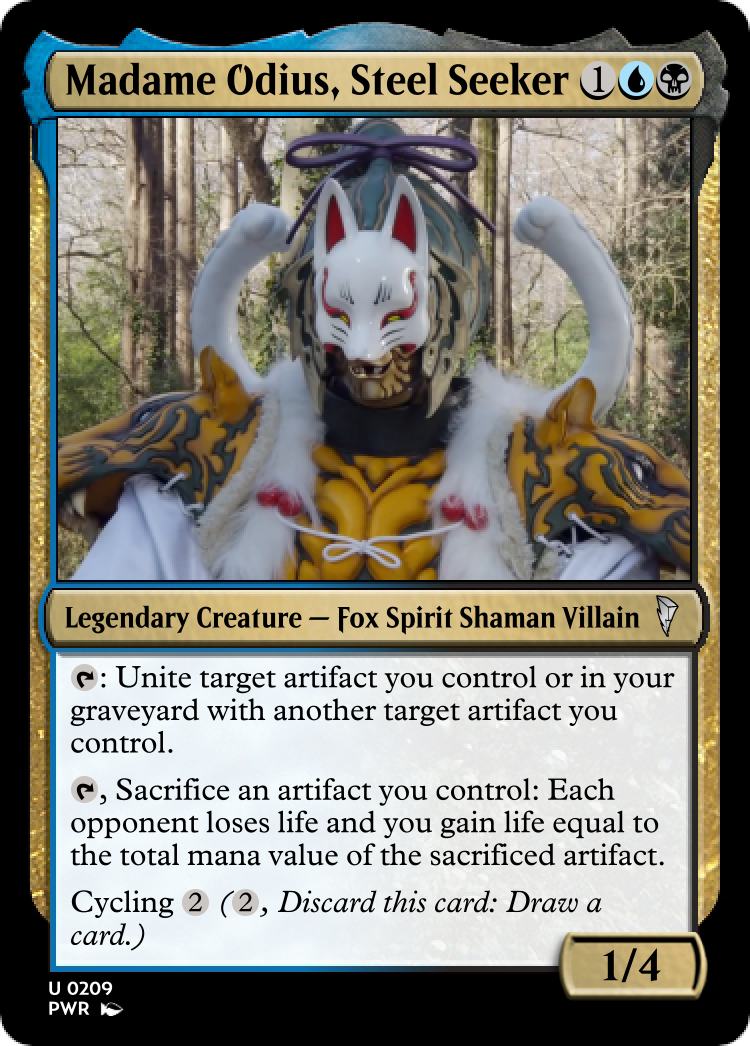 Madame Odius, Steel Seeker 1
Legendary Creature — Fox Spirit Shaman Villain
: Unite target artifact you control or in your
graveyard with another target artifact you
control.
, Sacrifice an artifact you control: Each
opponent loses life and you gain life equal to
the total mana value of the sacrificed artifact.
Cycling 2 (2, Discard this card: Draw a
card.)
1/4
U 0209
PWR